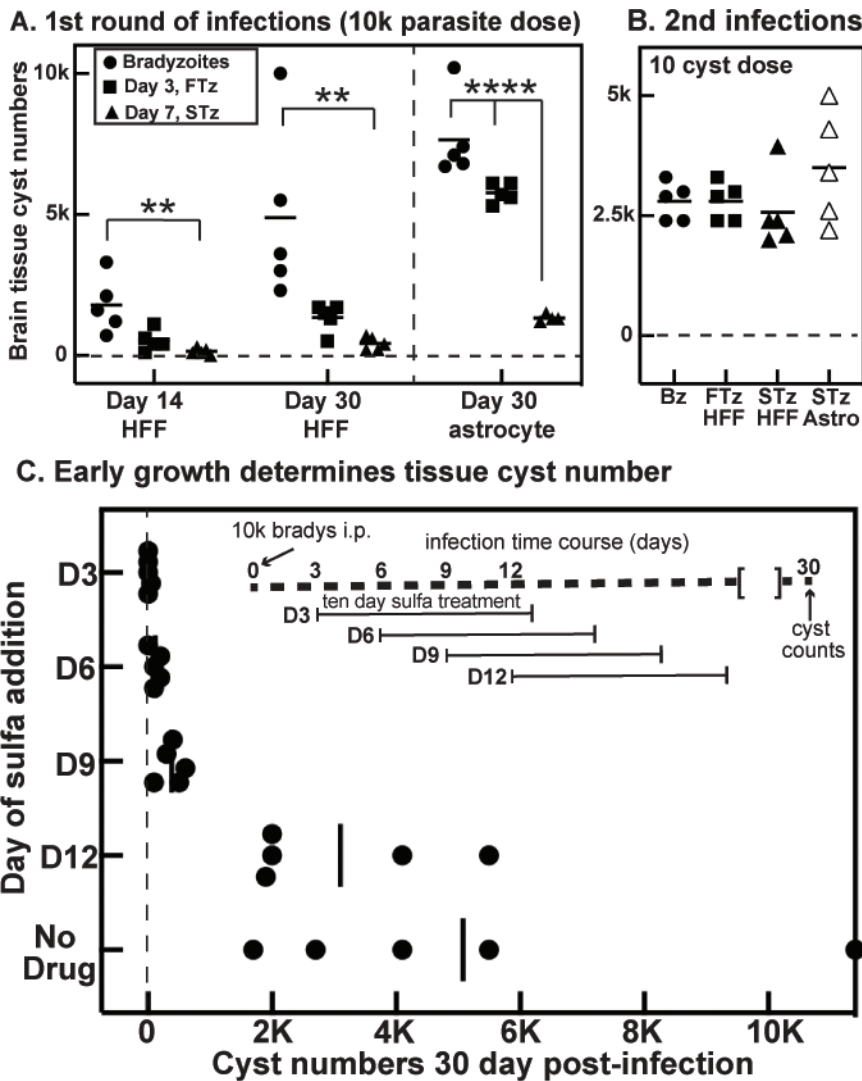 A. 1st round of infections (10k parasite dose)
Brain tissue cyst numbers
10k
5k
0
Bradyzoites
Day 3, FTz
Day 7, STz
**
**
****
Day 14
HFF
Day 30
HFF
Day 30
astrocyte
B. 2nd infections
10 cyst dose
5k
2.5k
0
Bz
FTz
HFF
STz
HFF
STz
Astro
C. Early growth determines tissue cyst number
Day of sulfa addition
D3
D6
D9
D12
No
Drug
10k bradys i.p.
infection time course (days)
0 3 6 9 12 30
ten day sulfa treatment
D3
D6
D9
D12
cyst
counts
0 2K 4K 6K 8K 10K
Cyst numbers 30 day post-infection